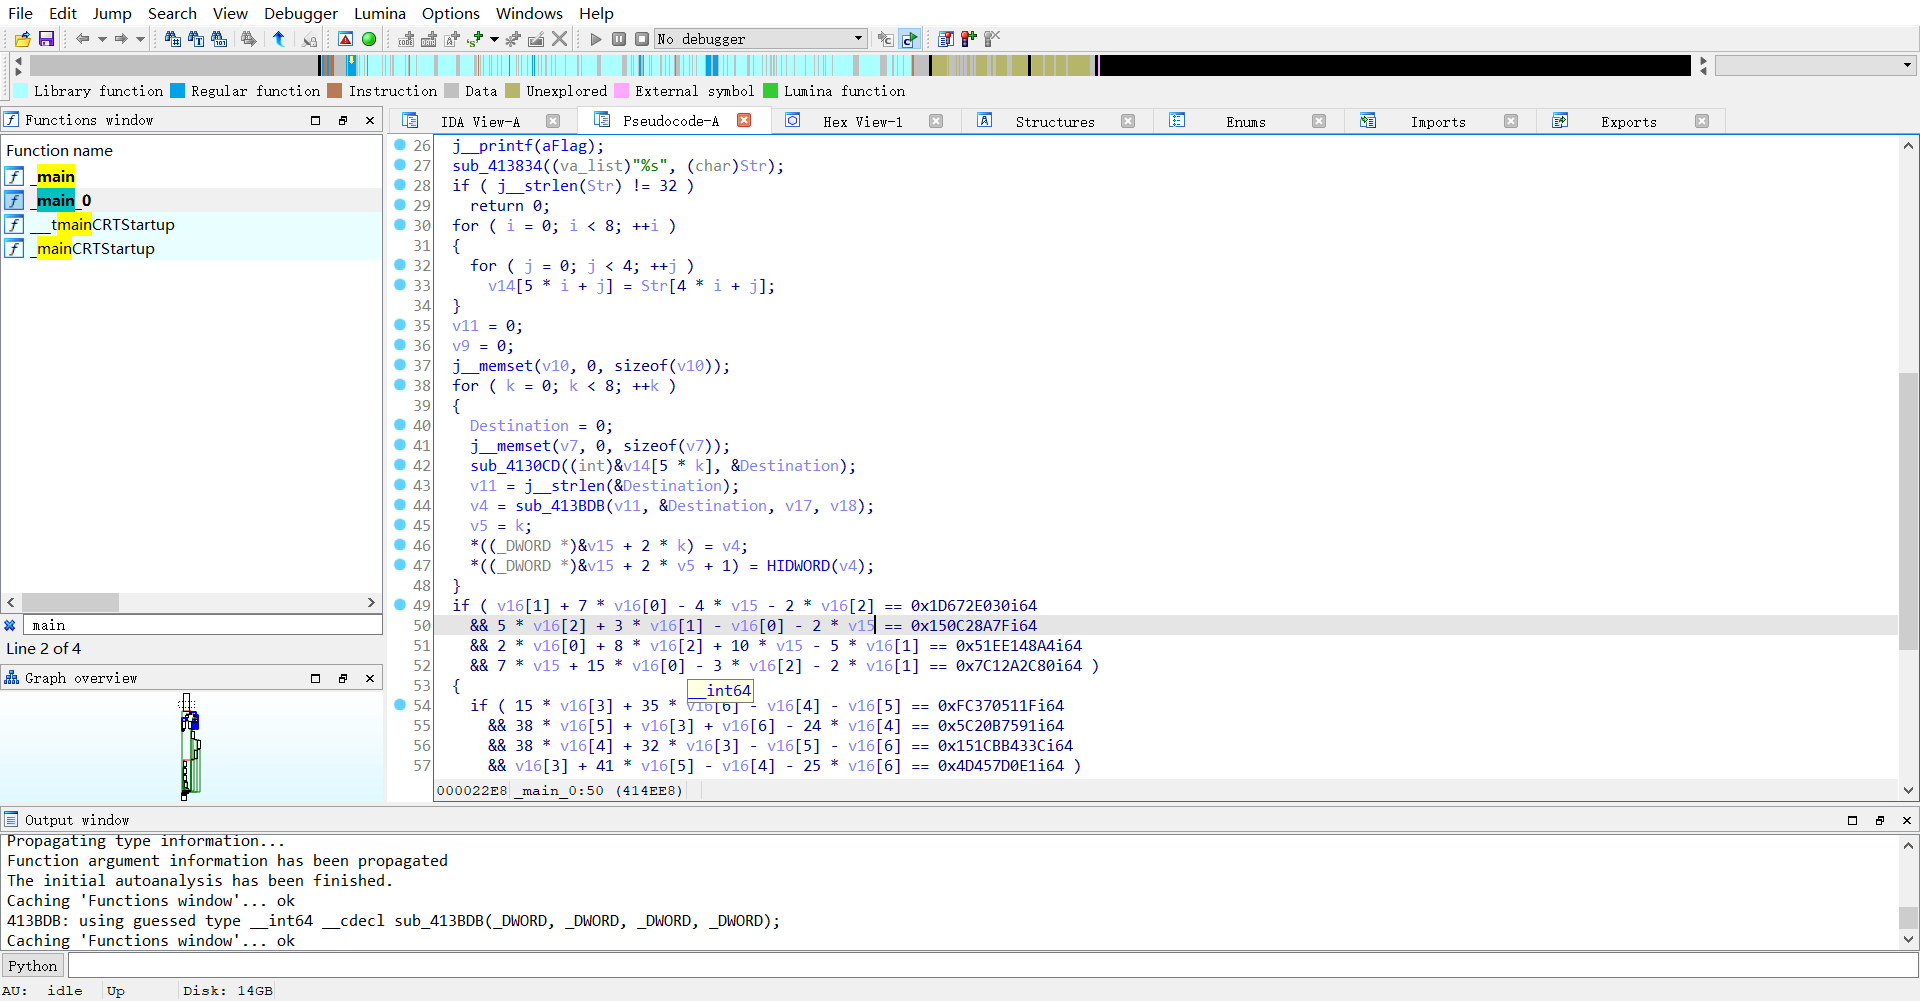 File Edit Jump Search View Debugger Lumina Options Windows Help
No debugger
Library function Regular function Instruction Data Unexplored External symbol Lumina function
Functions window
Function name
_main
_main_0
___tmainCRTStartup
_mainCRTStartup
main
Line 2 of 4
Graph overview
IDA View-A Pseudocode-A Hex View-1 Structures Enums Imports Exports
26 j__printf(aFlag);
27 sub_413834((va_list)"%s", (char)Str);
28 if ( j__strlen(Str) != 32 )
29 return 0;
30 for ( i = 0; i < 8; ++i )
31 {
32 for ( j = 0; j < 4; ++j )
33 v14[5 * i + j] = Str[4 * i + j];
34 }
35 v11 = 0;
36 v9 = 0;
37 j__memset(v10, 0, sizeof(v10));
38 for ( k = 0; k < 8; ++k )
39 {
40 Destination = 0;
41 j__memset(v7, 0, sizeof(v7));
42 sub_4130CD((int)&v14[5 * k], &Destination);
43 v11 = j__strlen(&Destination);
44 v4 = sub_413BDB(v11, &Destination, v17, v18);
45 v5 = k;
46 *((_DWORD *)&v15 + 2 * k) = v4;
47 *((_DWORD *)&v15 + 2 * v5 + 1) = HIDWORD(v4);
48 }
49 if ( v16[1] + 7 * v16[0] - 4 * v15 - 2 * v16[2] == 0x1D672E030i64
50 && 5 * v16[2] + 3 * v16[1] - v16[0] - 2 * v15 == 0x150C28A7Fi64
51 && 2 * v16[0] + 8 * v16[2] + 10 * v15 - 5 * v16[1] == 0x51EE148A4i64
52 && 7 * v15 + 15 * v16[0] - 3 * v16[2] - 2 * v16[1] == 0x7C12A2C80i64 )
53 {
__int64
54 if ( 15 * v16[3] + 35 * v16[6] - v16[4] - v16[5] == 0xFC370511Fi64
55 && 38 * v16[5] + v16[3] + v16[6] - 24 * v16[4] == 0x5C20B7591i64
56 && 38 * v16[4] + 32 * v16[3] - v16[5] - v16[6] == 0x151CBB433Ci64
57 && v16[3] + 41 * v16[5] - v16[4] - 25 * v16[6] == 0x4D457D0E1i64 )
000022E8 _main_0:50 (414EE8)
Output window
Propagating type information...
Function argument information has been propagated
The initial autoanalysis has been finished.
Caching 'Functions window'... ok
413BDB: using guessed type __int64 __cdecl sub_413BDB(_DWORD, _DWORD, _DWORD, _DWORD);
Caching 'Functions window'... ok
Python
AU: idle Up Disk: 14GB